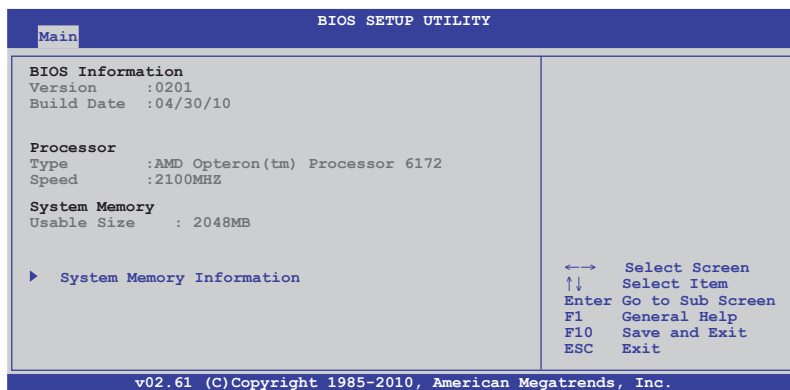 BIOS SETUP UTILITY
Main
BIOS Information
Version :0201
Build Date :04/30/10
Processor
Type :AMD Opteron(tm) Processor 6172
Speed :2100MHZ
System Memory
Usable Size : 2048MB
System Memory Information
←→ Select Screen
↑↓ Select Item
Enter Go to Sub Screen
F1 General Help
F10 Save and Exit
ESC Exit
v02.61 (C)Copyright 1985-2010, American Megatrends, Inc.